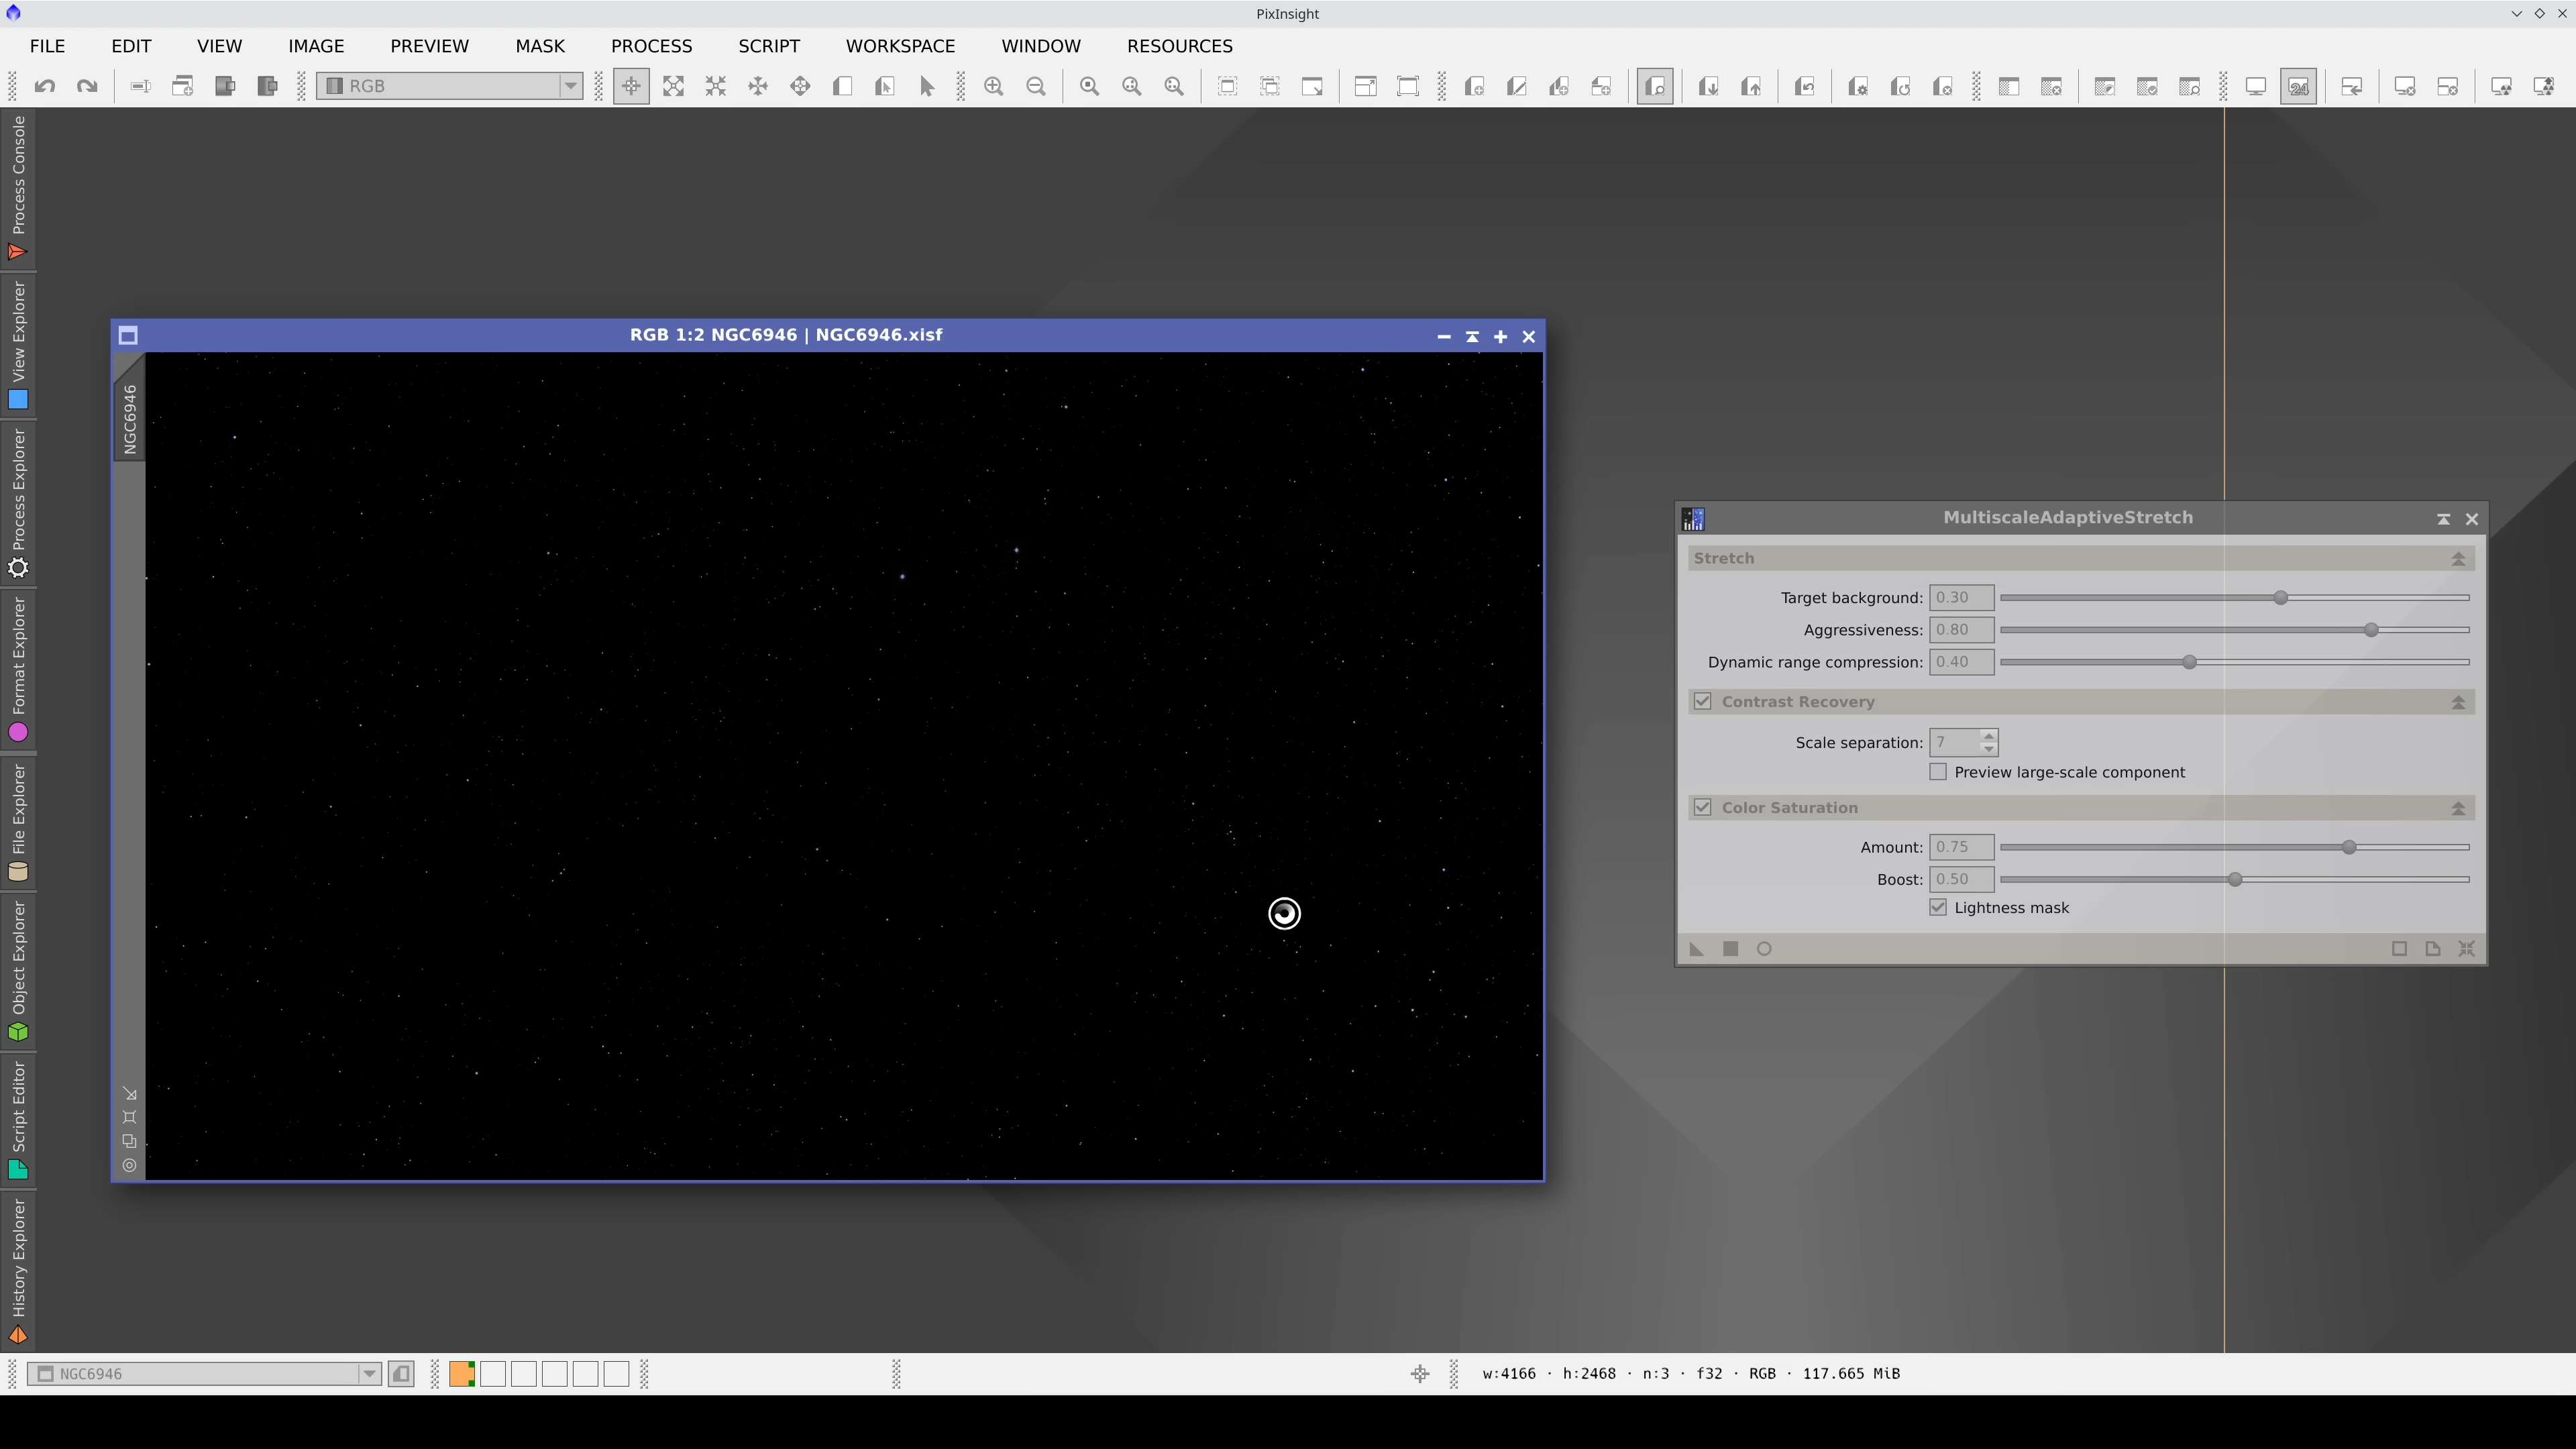 PixInsight
FILE EDIT VIEW IMAGE PREVIEW MASK PROCESS SCRIPT WORKSPACE WINDOW RESOURCES
RGB
24
Process Console
View Explorer
Process Explorer
Format Explorer
File Explorer
Object Explorer
Script Editor
History Explorer
RGB 1:2 NGC6946 | NGC6946.xisf
NGC6946
MultiscaleAdaptiveStretch
Stretch
Target background: 0.30
Aggressiveness: 0.80
Dynamic range compression: 0.40
Contrast Recovery
Scale separation: 7
Preview large-scale component
Color Saturation
Amount: 0.75
Boost: 0.50
Lightness mask
NGC6946
w:4166 · h:2468 · n:3 · f32 · RGB · 117.665 MiB